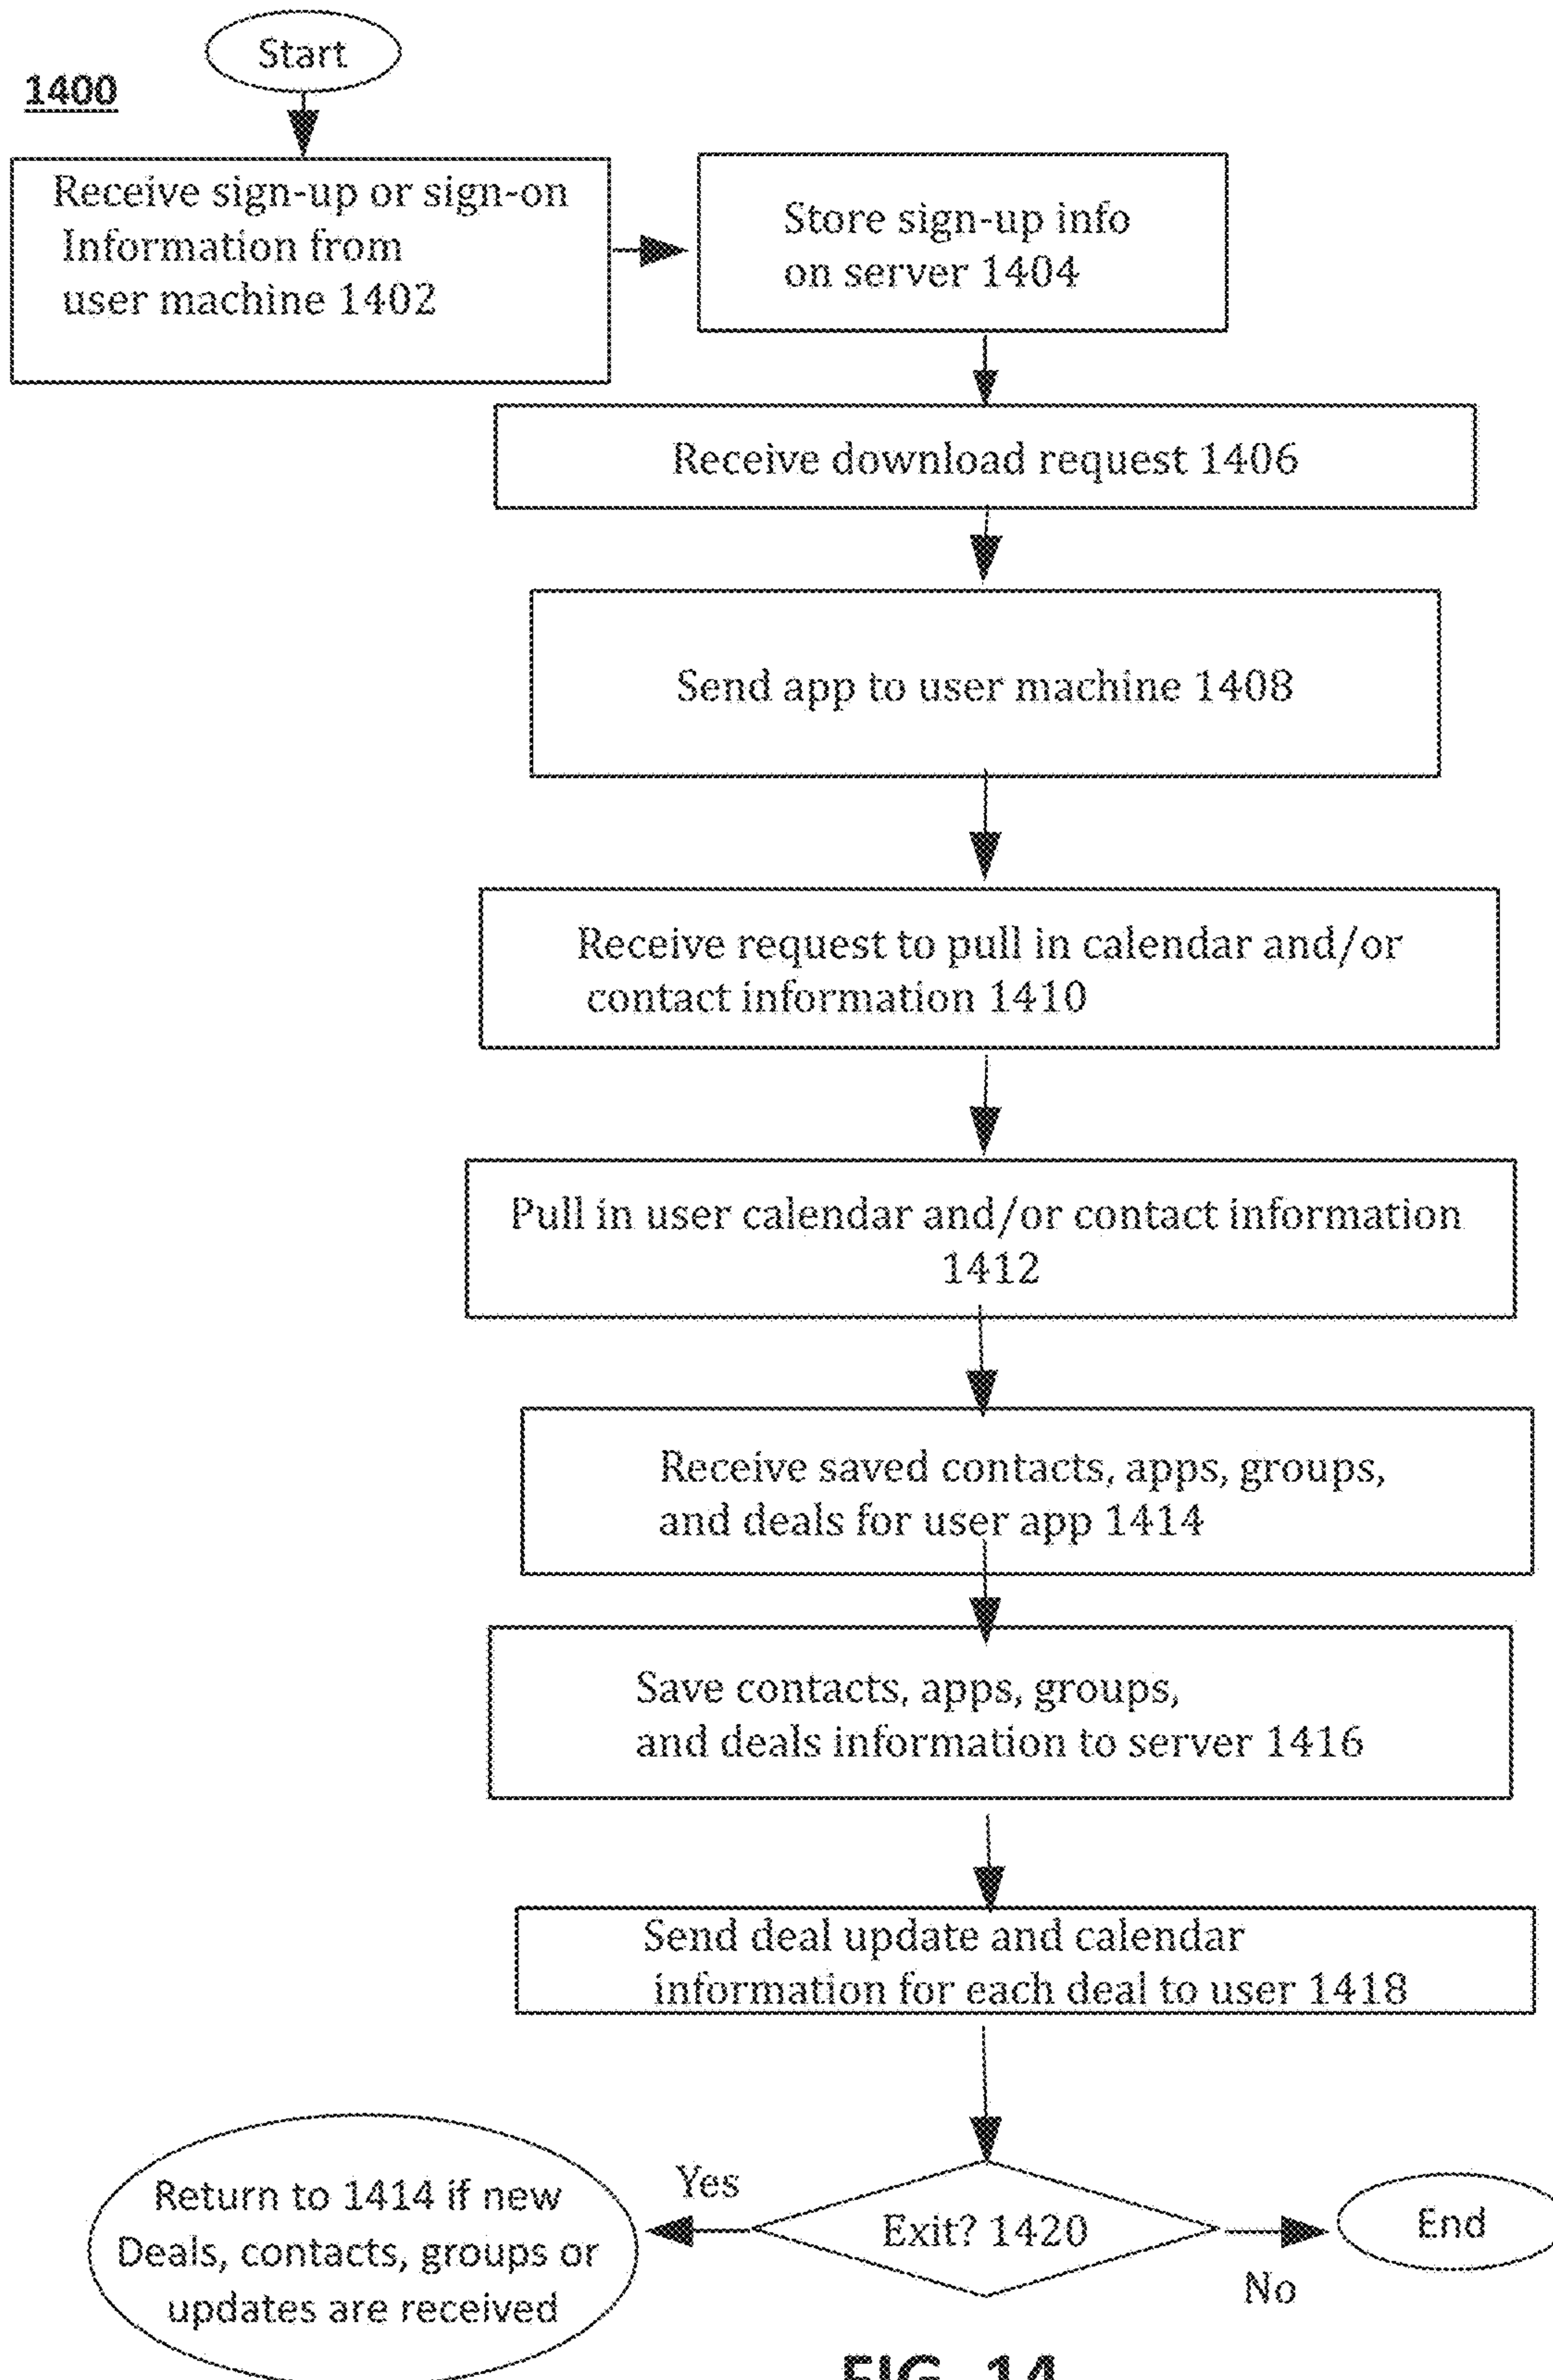 Start
1400
Receive sign-up or sign-on
Information from
user machine 1402
Store sign-up info
on server 1404
Receive download request 1406
Send app to user machine 1408
Receive request to pull in calendar and/or
contact information 1410
Pull in user calendar and/or contact information
1412
Receive saved contacts, apps, groups,
and deals for user app 1414
Save contacts, apps, groups,
and deals information to server 1416
Send deal update and calendar
information for each deal to user 1418
Yes
Exit? 1420
No
End
Return to 1414 if new
Deals, contacts, groups or
updates are received
FIG. 14